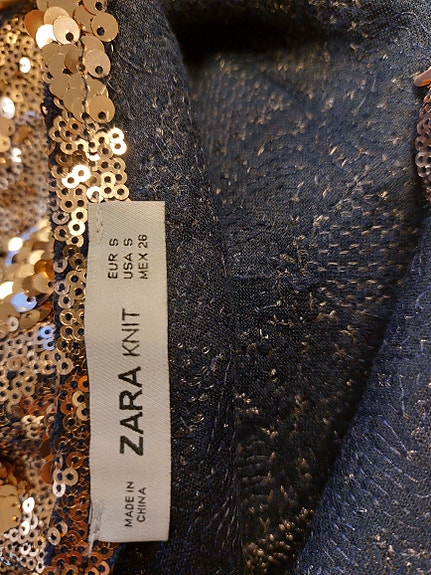 ZARA KNIT
EUR S
USA S
MEX 26
MADE IN
CHINA